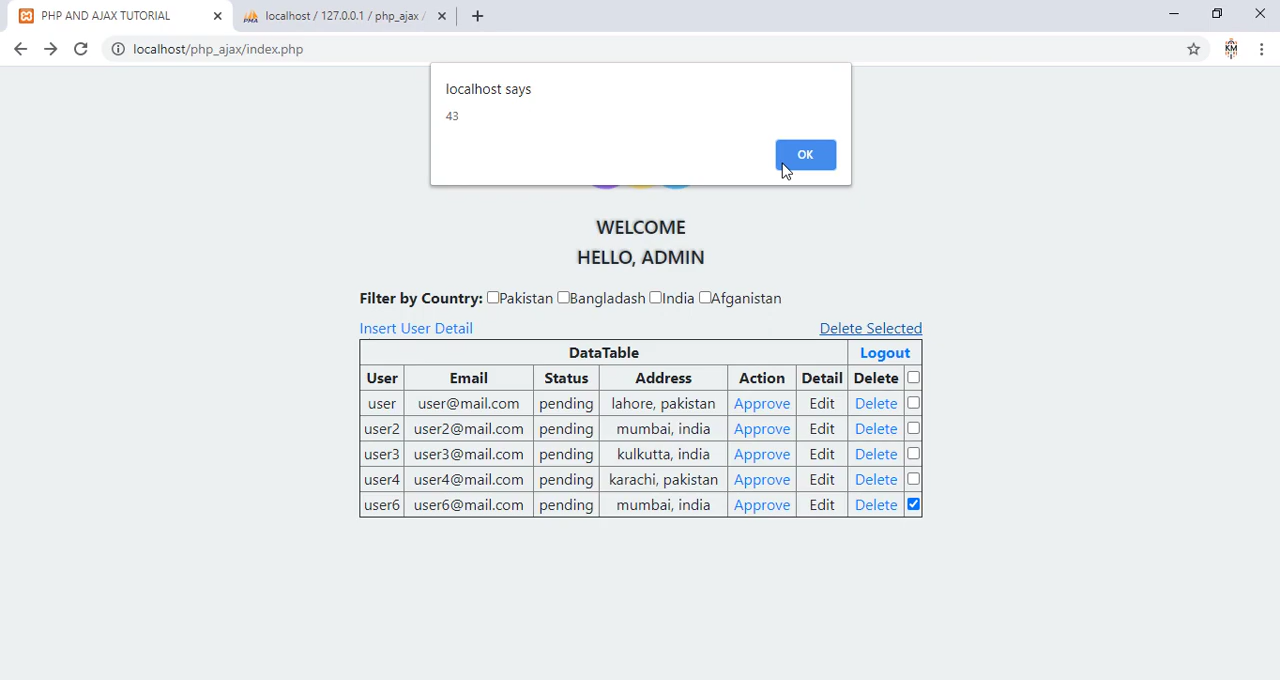 PHP AND AJAX TUTORIAL
localhost / 127.0.0.1 / php_ajax /
localhost/php_ajax/index.php
KM
localhost says
43
OK
WELCOME
HELLO, ADMIN
Filter by Country: Pakistan Bangladash India Afganistan
Insert User Detail Delete Selected
DataTable Logout
User Email Status Address Action Detail Delete
user user@mail.com pending lahore, pakistan Approve Edit Delete
user2 user2@mail.com pending mumbai, india Approve Edit Delete
user3 user3@mail.com pending kulkutta, india Approve Edit Delete
user4 user4@mail.com pending karachi, pakistan Approve Edit Delete
user6 user6@mail.com pending mumbai, india Approve Edit Delete